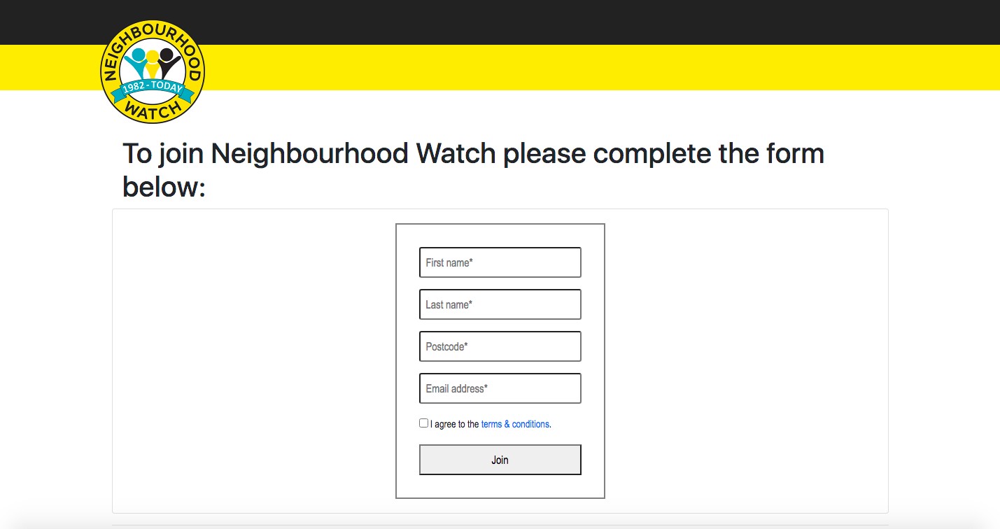 NEIGHBOURHOOD
1982 - TODAY
WATCH
To join Neighbourhood Watch please complete the form
below:
First name*
Last name*
Postcode*
Email address*
I agree to the terms & conditions.
Join